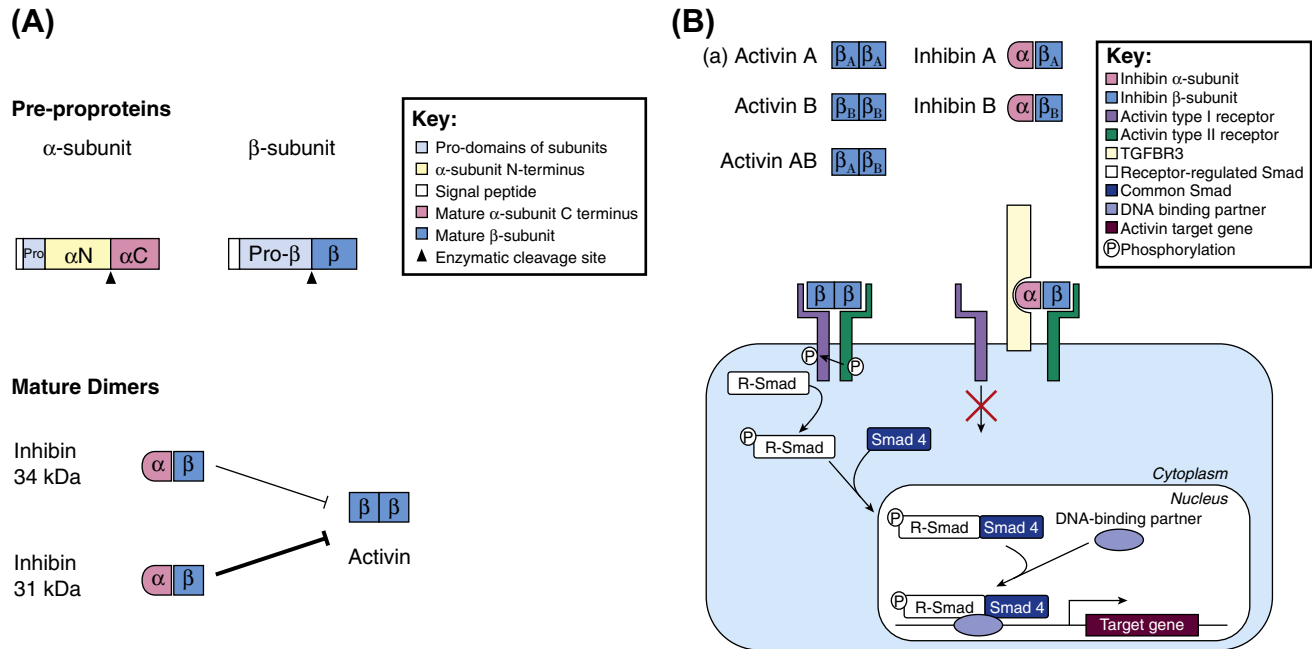 (A)
Pre-proproteins
α-subunit
β-subunit
Pro
αN
αC
Pro-β
β
Key:
Pro-domains of subunits
α-subunit N-terminus
Signal peptide
Mature α-subunit C terminus
Mature β-subunit
Enzymatic cleavage site
Mature Dimers
Inhibin
34 kDa
α β
Inhibin
31 kDa
α β
β β
Activin
(B)
(a) Activin A βA βA
Inhibin A α βA
Activin B βB βB
Inhibin B α βB
Activin AB βA βB
Key:
Inhibin α-subunit
Inhibin β-subunit
Activin type I receptor
Activin type II receptor
TGFBR3
Receptor-regulated Smad
Common Smad
DNA binding partner
Activin target gene
P Phosphorylation
β β
α β
P
P
R-Smad
P
R-Smad
Smad 4
Cytoplasm
Nucleus
P
R-Smad Smad 4
DNA-binding partner
P
R-Smad Smad 4
Target gene